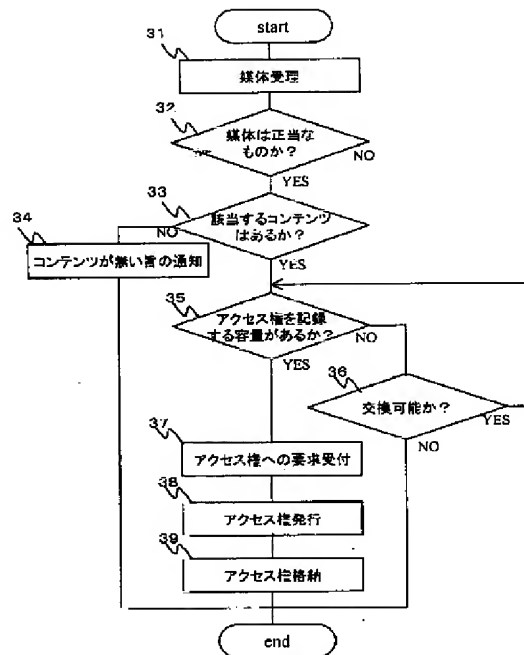 start
31
媒体受理
32
媒体は正当な
ものか？
NO
YES
33
該当するコンテンツ
はあるか？
NO
YES
34
コンテンツが無い旨の通知
35
アクセス権を記録
する容量があるか？
NO
YES
36
交換可能か？
YES
NO
37
アクセス権への要求受付
38
アクセス権発行
39
アクセス権格納
end